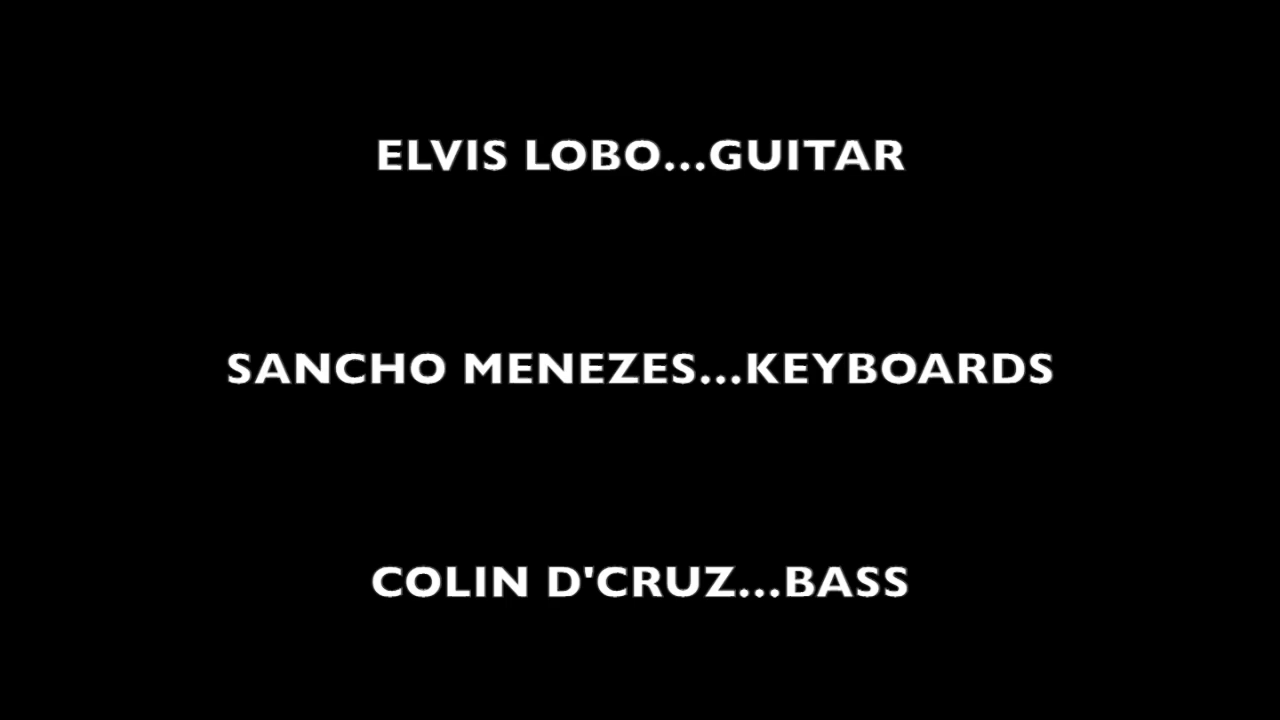 ELVIS LOBO...GUITAR
SANCHO MENEZES...KEYBOARDS
COLIN D'CRUZ...BASS